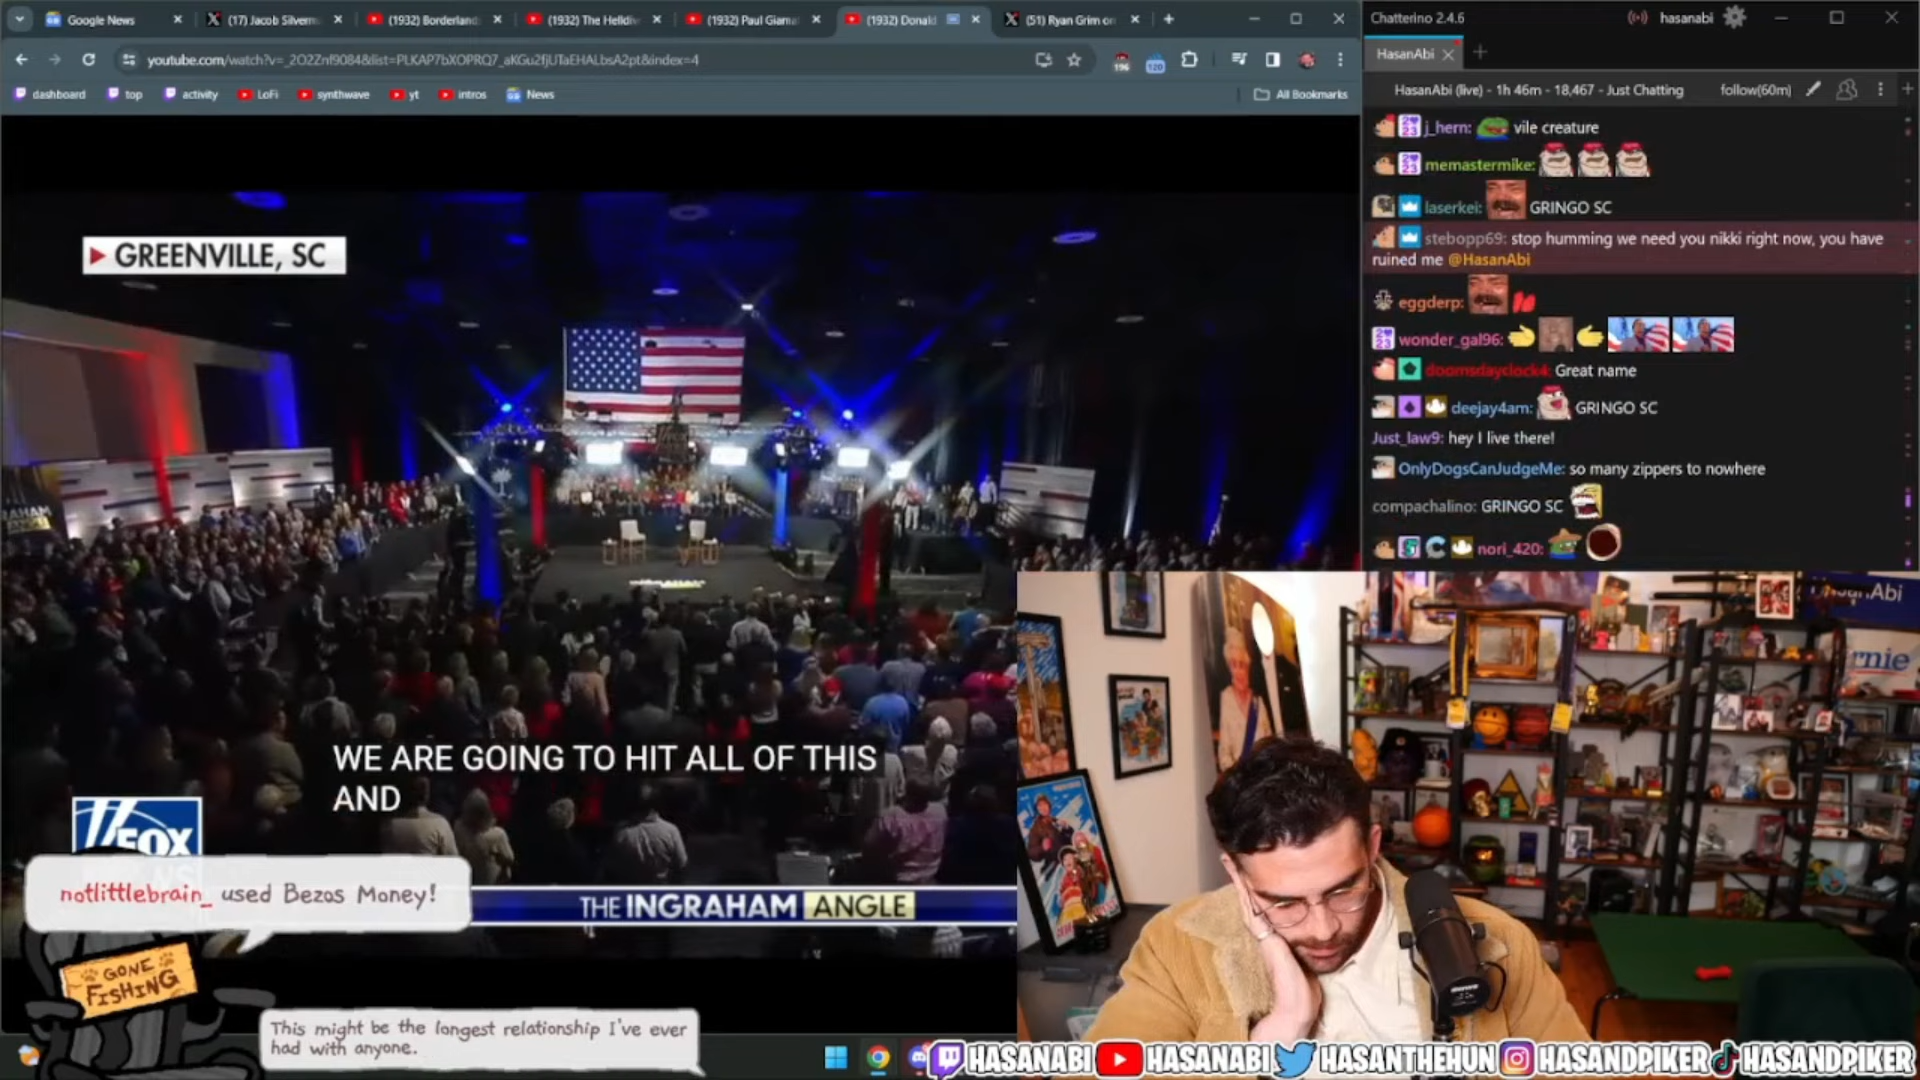 Google News
(17) Jacob Silverm
(1932) Borderland
(1932) The Helldiv
(1932) Paul Giama
(1932) Donald
(51) Ryan Grim on
youtube.com/watch?v=_2O2Znf9084&list=PLKAP7bXOPRQ7_aKGu2fjUTaEHALbsA2pt&index=4
196
120
dashboard
top
activity
LoFi
synthwave
yt
intros
News
All Bookmarks
GREENVILLE, SC
WE ARE GOING TO HIT ALL OF THIS
AND
FOX
THE INGRAHAM ANGLE
notlittlebrain_ used Bezos Money!
GONE
FISHING
This might be the longest relationship I've ever
had with anyone.
Chatterino 2.4.6
hasanabi
HasanAbi
HasanAbi (live) - 1h 46m - 18,467 - Just Chatting
follow(60m)
j_hern: vile creature
memastermike:
laserkei: GRINGO SC
stebopp69: stop humming we need you nikki right now, you have
ruined me @HasanAbi
eggderp:
wonder_gal96:
doomsdayclock4: Great name
deejay4am: GRINGO SC
Just_law9: hey I live there!
OnlyDogsCanJudgeMe: so many zippers to nowhere
compachalino: GRINGO SC
nori_420:
rnie
HASANABI
HASANABI
HASANTHEHUN
HASANDPIKER
HASANDPIKER